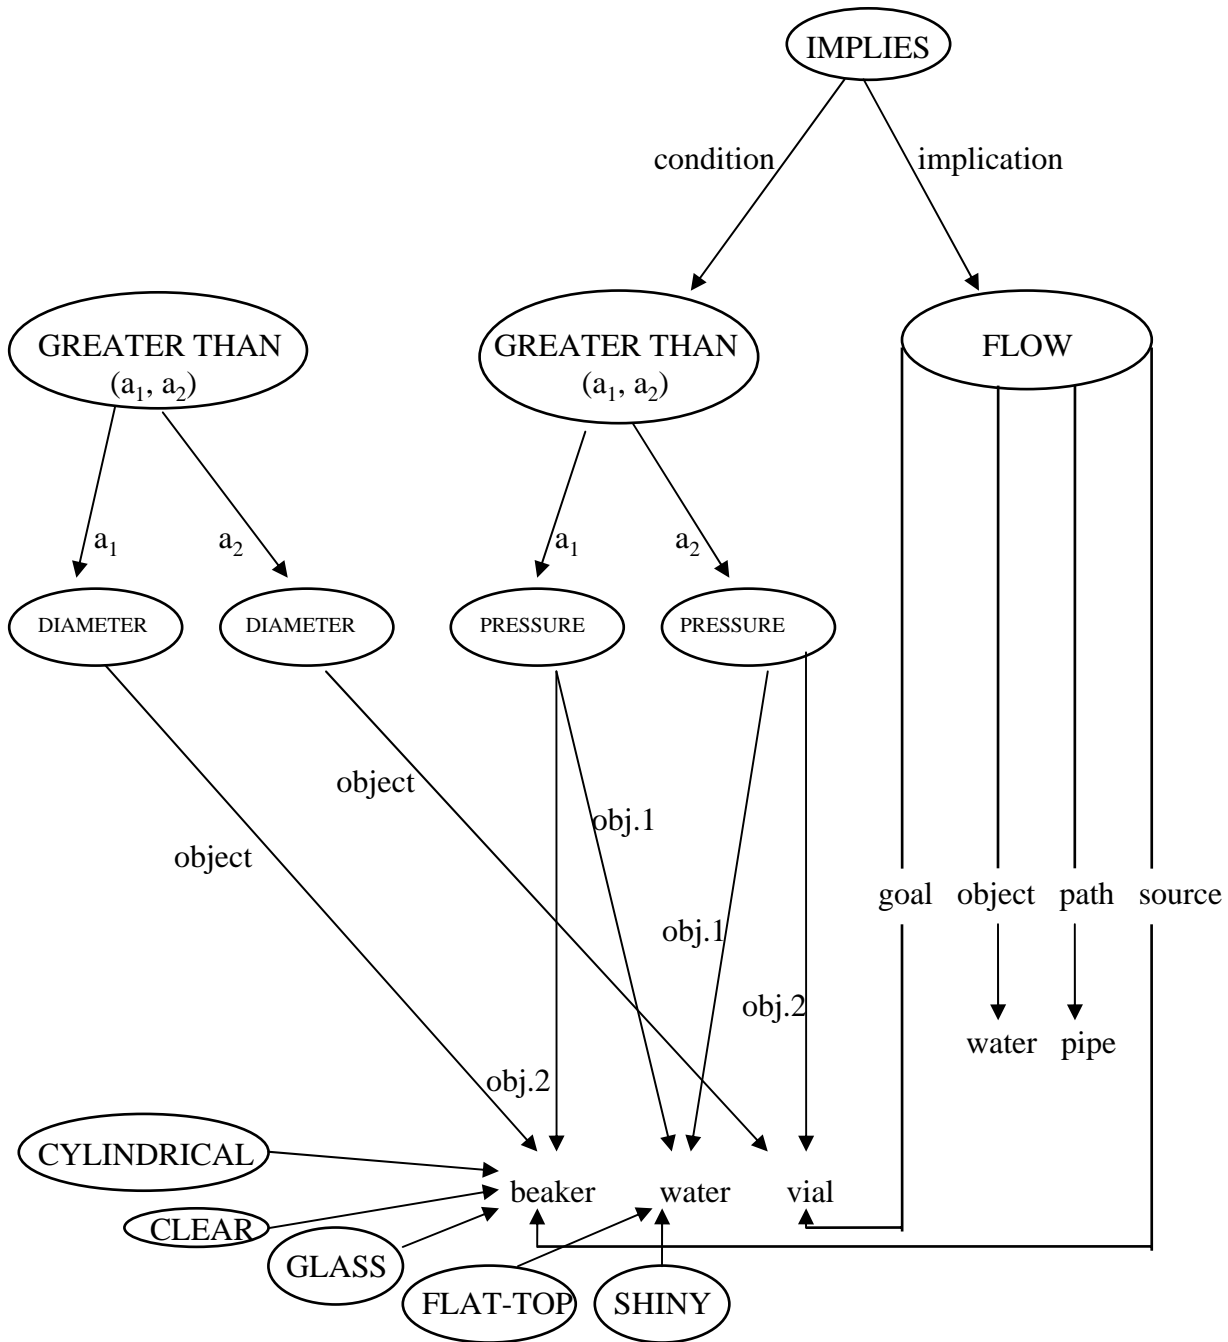 IMPLIES
condition
implication
GREATER THAN
(a₁, a₂)
GREATER THAN
(a₁, a₂)
FLOW
a₁
a₂
a₁
a₂
DIAMETER
DIAMETER
PRESSURE
PRESSURE
object
object
obj.1
goal
object
path
source
obj.1
obj.2
water
pipe
obj.2
CYLINDRICAL
beaker
water
vial
CLEAR
GLASS
FLAT-TOP
SHINY